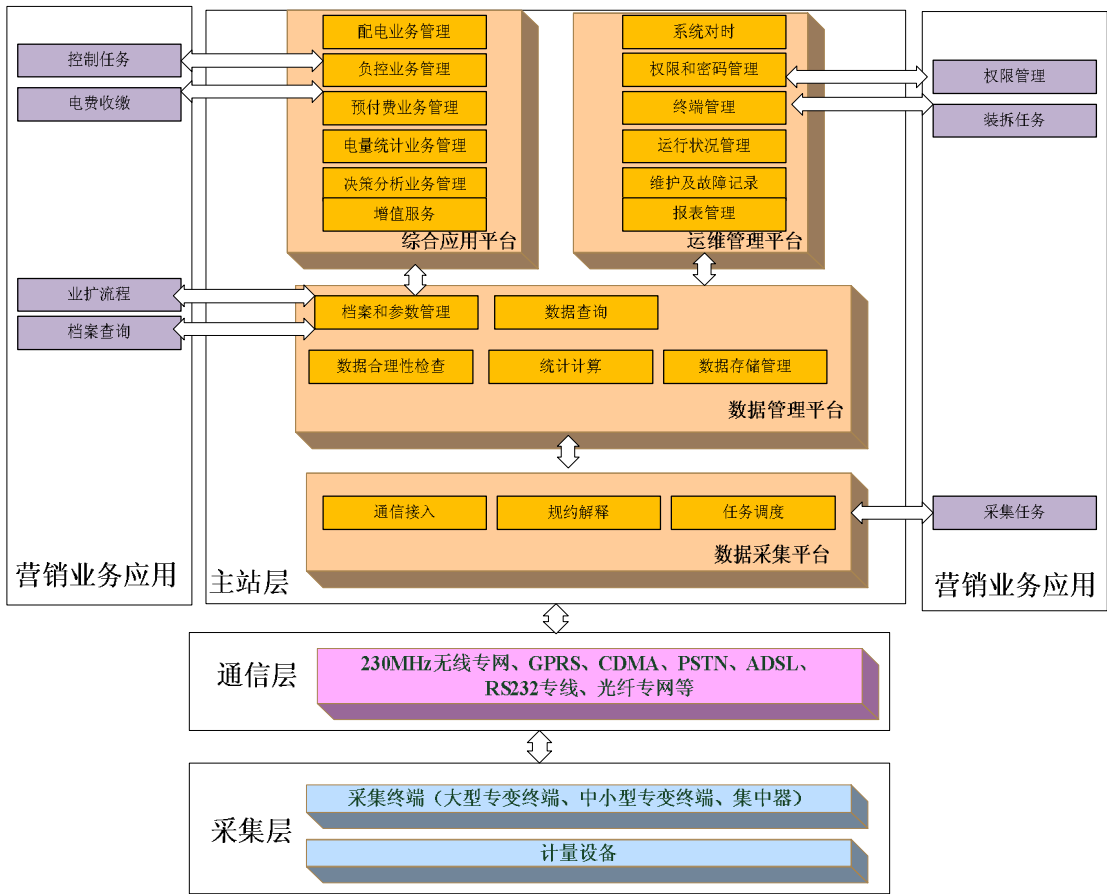 控制任务
电费收缴
业扩流程
档案查询
营销业务应用
配电业务管理
负控业务管理
预付费业务管理
电量统计业务管理
决策分析业务管理
增值服务
综合应用平台
系统对时
权限和密码管理
终端管理
运行状况管理
维护及故障记录
报表管理
运维管理平台
档案和参数管理
数据查询
数据合理性检查
统计计算
数据存储管理
数据管理平台
通信接入
规约解释
任务调度
数据采集平台
主站层
权限管理
装拆任务
采集任务
营销业务应用
通信层
230MHz无线专网、GPRS、CDMA、PSTN、ADSL、
RS232专线、光纤专网等
采集层
采集终端（大型专变终端、中小型专变终端、集中器）
计量设备